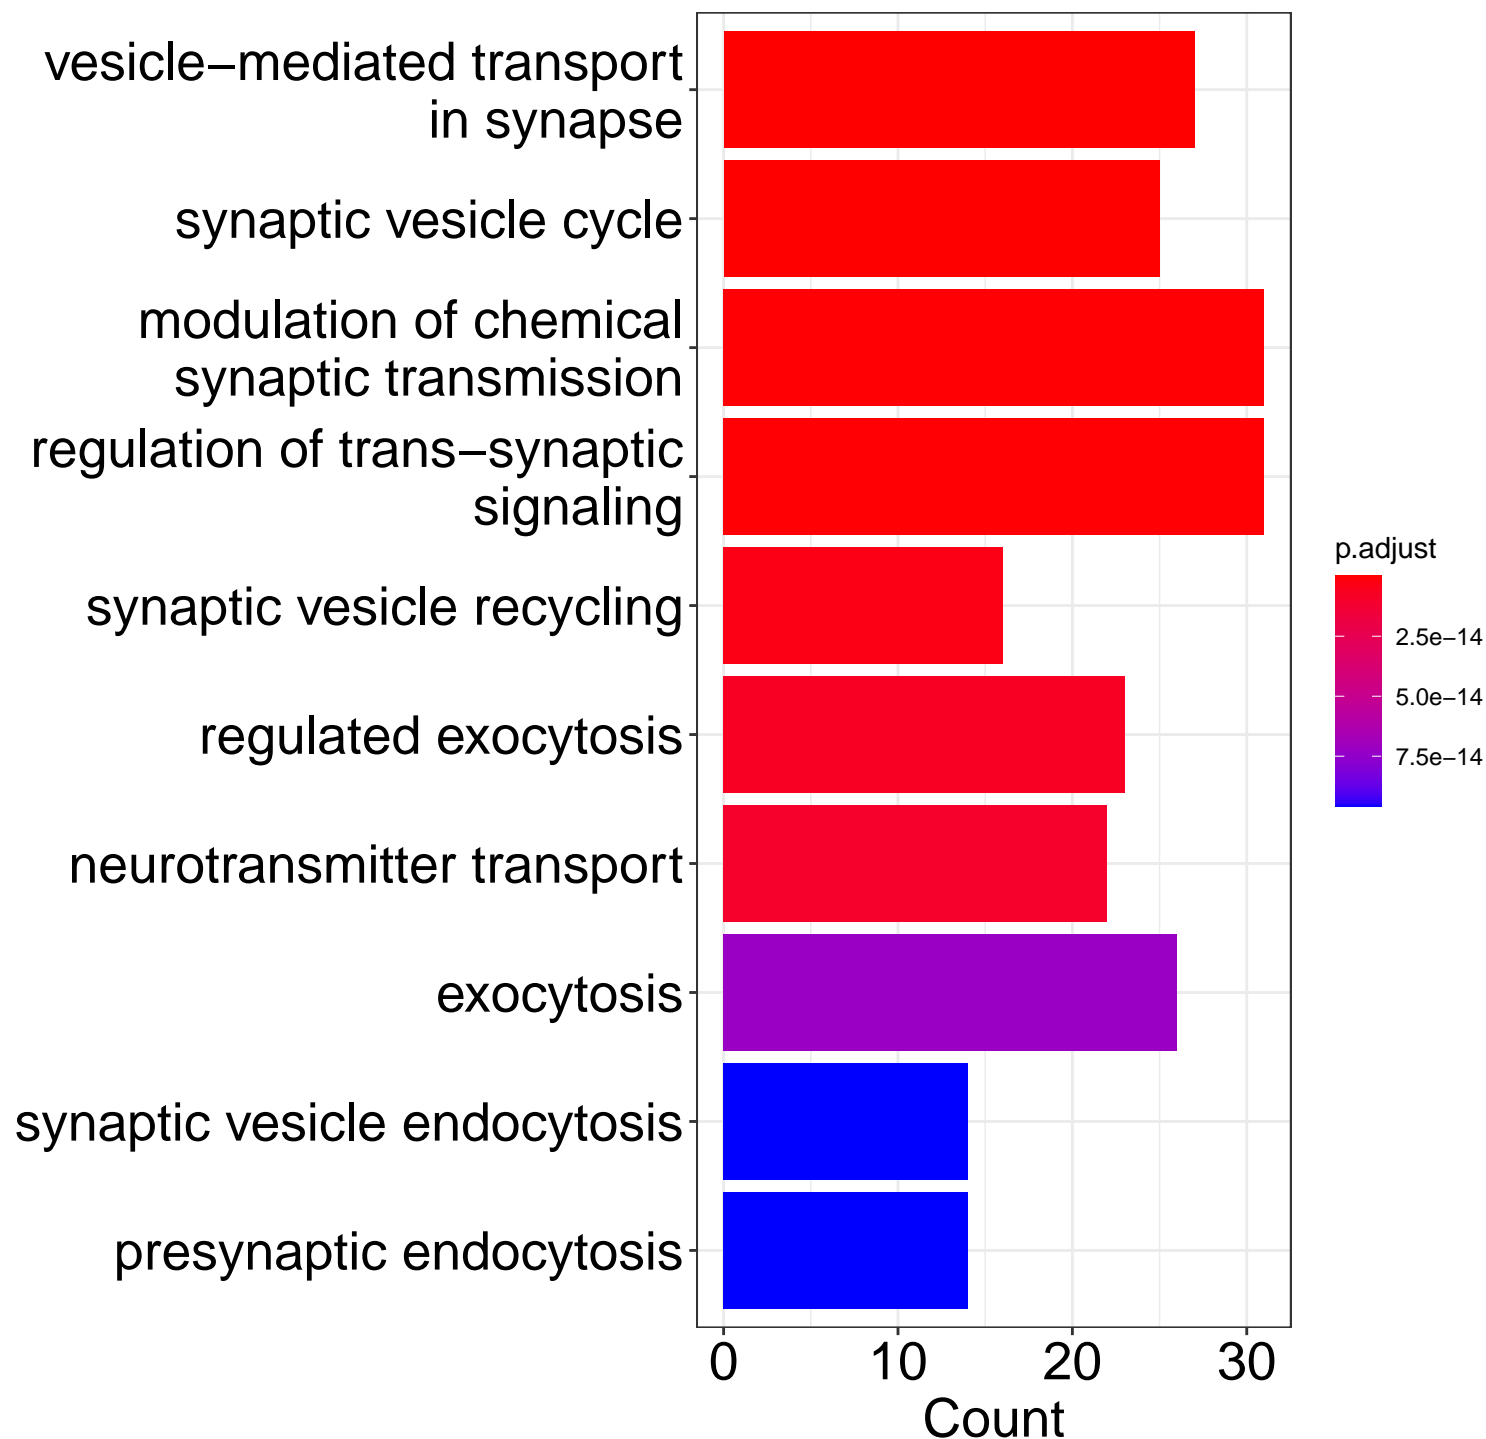 vesicle−mediated transport
in synapse
synaptic vesicle cycle
modulation of chemical
synaptic transmission
regulation of trans−synaptic
signaling
synaptic vesicle recycling
regulated exocytosis
neurotransmitter transport
exocytosis
synaptic vesicle endocytosis
presynaptic endocytosis
0 10 20 30
Count
p.adjust
2.5e−14
5.0e−14
7.5e−14